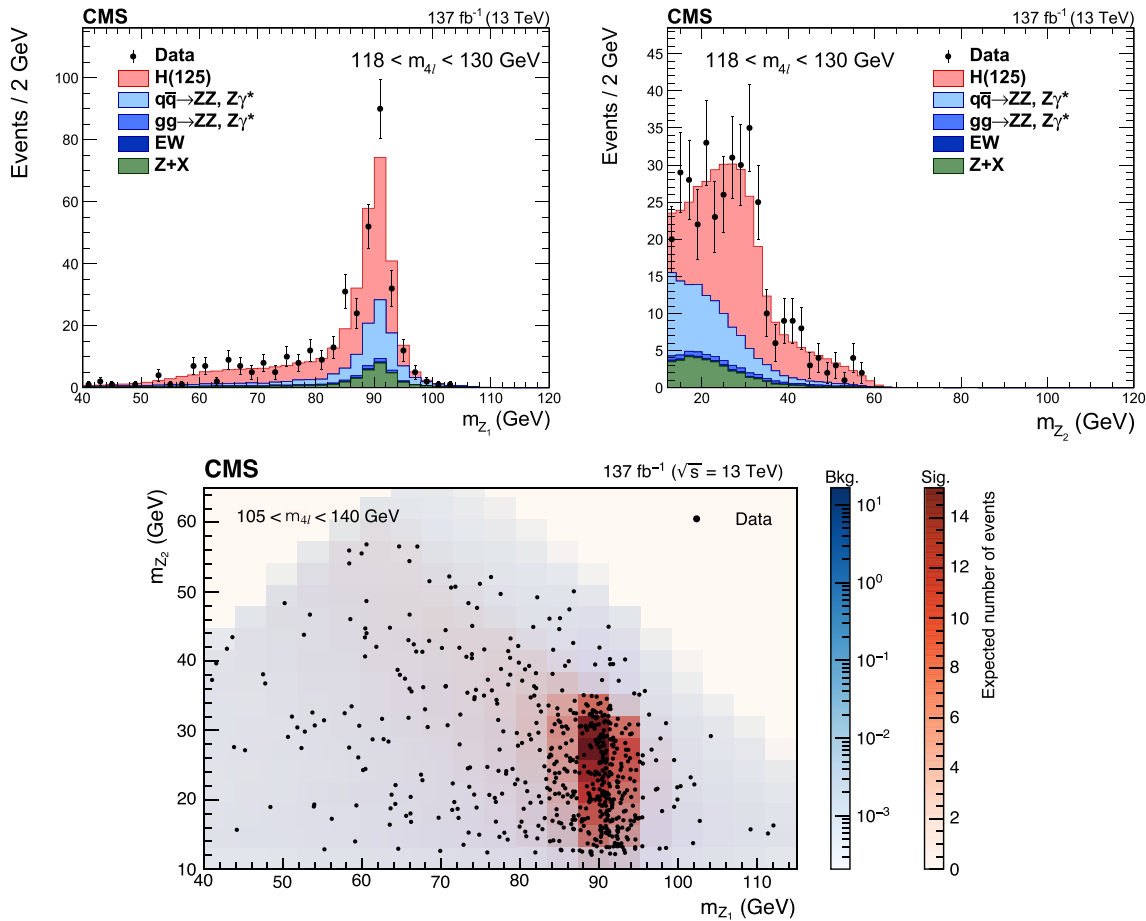 CMS
137 fb⁻¹ (13 TeV)
Events / 2 GeV
118 < m4l < 130 GeV
Data
H(125)
qq̅→ZZ, Zγ*
gg→ZZ, Zγ*
EW
Z+X
100
80
60
40
20
0
40 50 60 70 80 90 100 110 120
mZ₁ (GeV)
CMS
137 fb⁻¹ (13 TeV)
Events / 2 GeV
118 < m4l < 130 GeV
Data
H(125)
qq̅→ZZ, Zγ*
gg→ZZ, Zγ*
EW
Z+X
45
40
35
30
25
20
15
10
5
0
20 40 60 80 100 120
mZ₂ (GeV)
CMS
137 fb⁻¹ (√s = 13 TeV)
mZ₂ (GeV)
105 < m4l < 140 GeV
Data
60
50
40
30
20
10
40 50 60 70 80 90 100 110
mZ₁ (GeV)
Bkg.
10¹
10⁰
10⁻¹
10⁻²
10⁻³
Sig.
14
12
10
8
6
4
2
0
Expected number of events